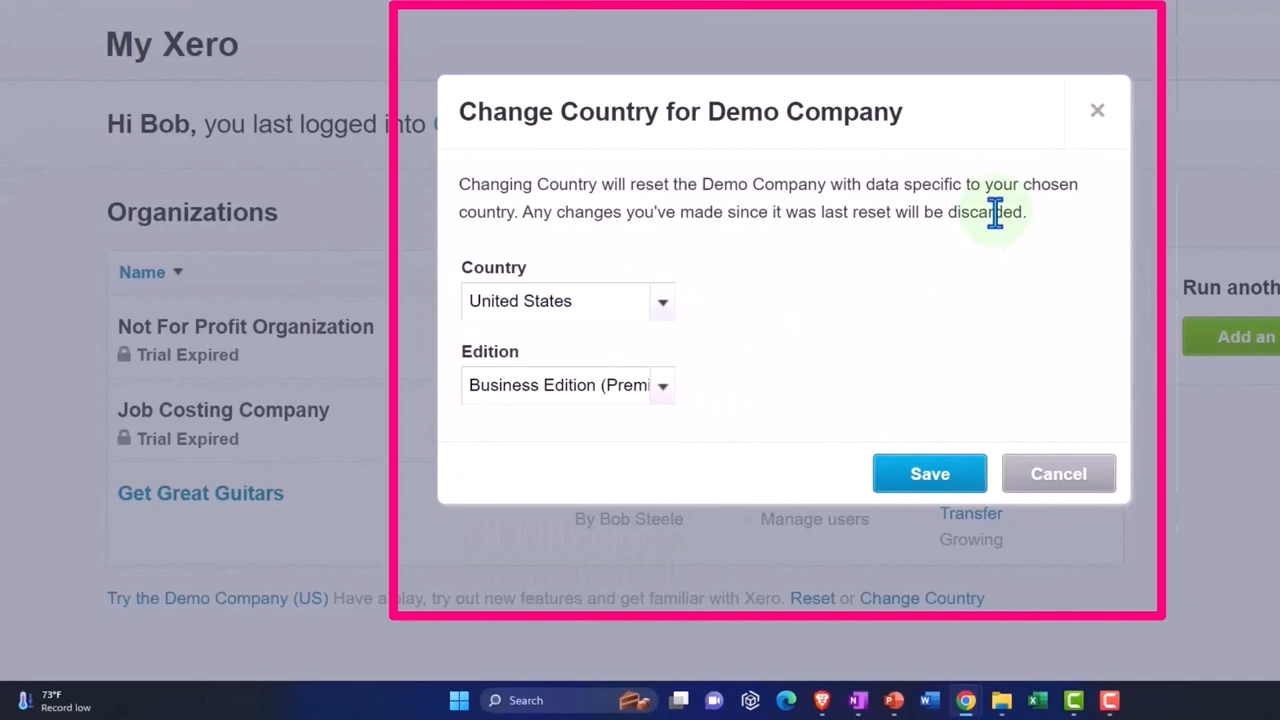 My Xero
Hi Bob, you last logged into
Organizations
Name
Not For Profit Organization
Trial Expired
Job Costing Company
Trial Expired
Get Great Guitars
Change Country for Demo Company
Changing Country will reset the Demo Company with data specific to your chosen
country. Any changes you've made since it was last reset will be discarded.
Country
United States
Edition
Business Edition (Premi
Save
Cancel
By Bob Steele
Manage users
Transfer
Growing
Run anoth
Add an
Try the Demo Company (US) Have a play, try out new features and get familiar with Xero. Reset or Change Country
73°F
Record low
Search